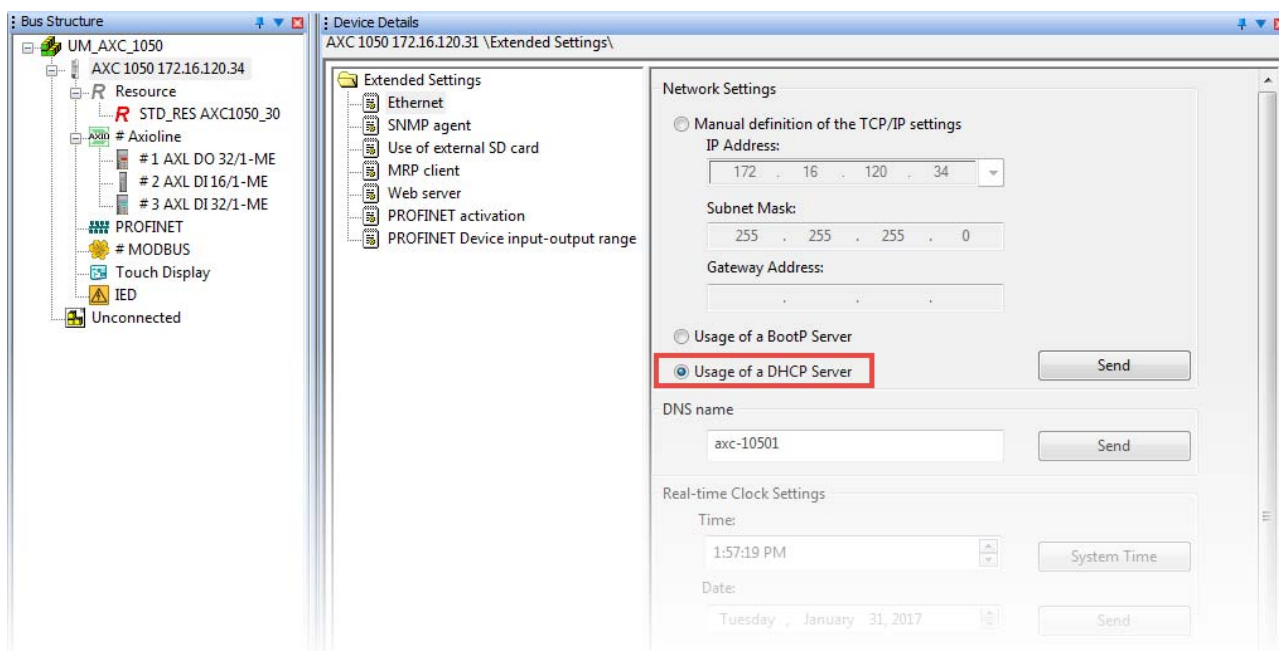 Bus Structure
UM_AXC_1050
AXC 1050 172.16.120.34
R Resource
R STD_RES AXC1050_30
AXIO # Axioline
# 1 AXL DO 32/1-ME
# 2 AXL DI 16/1-ME
# 3 AXL DI 32/1-ME
PROFINET
# MODBUS
Touch Display
IED
Unconnected
Device Details
AXC 1050 172.16.120.31 \Extended Settings\
Extended Settings
Ethernet
SNMP agent
Use of external SD card
MRP client
Web server
PROFINET activation
PROFINET Device input-output range
Network Settings
Manual definition of the TCP/IP settings
IP Address:
172 . 16 . 120 . 34
Subnet Mask:
255 . 255 . 255 . 0
Gateway Address:
. . .
Usage of a BootP Server
Usage of a DHCP Server
Send
DNS name
axc-10501
Send
Real-time Clock Settings
Time:
1:57:19 PM
System Time
Date:
Tuesday , January 31, 2017
Send